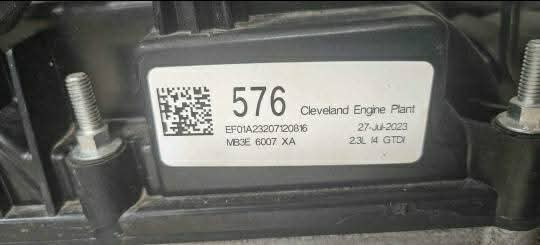 576 Cleveland Engine Plant
EF01A23207120816 27-Jul-2023
MB3E 6007 XA 2.3L I4 GTDI